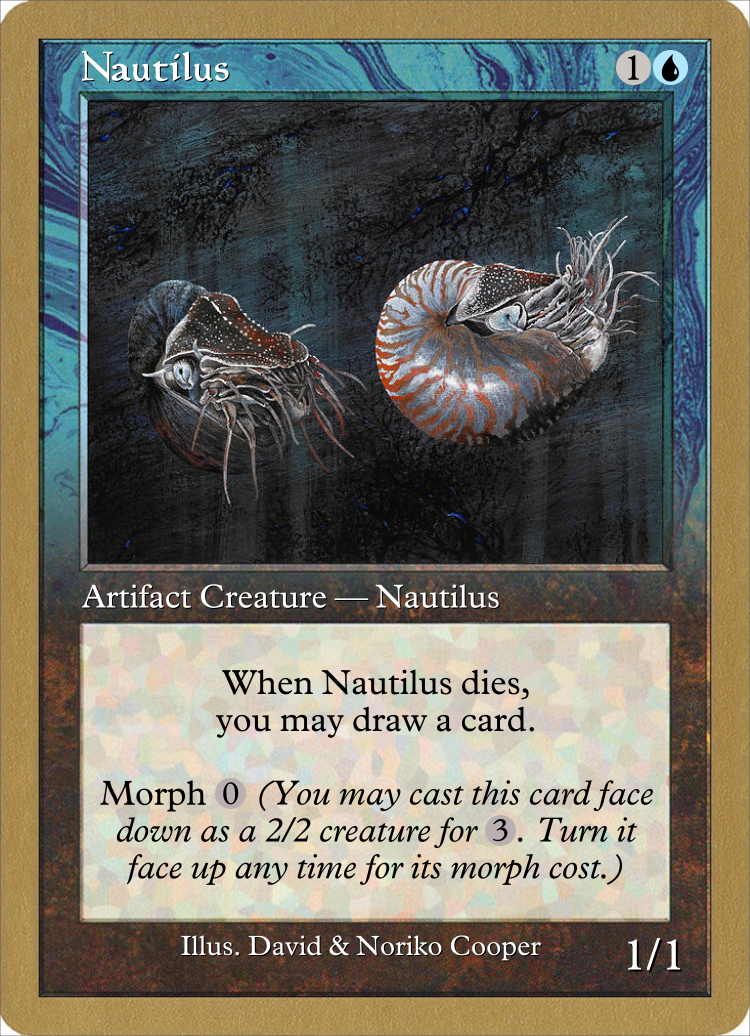 Nautilus 1
Artifact Creature — Nautilus
When Nautilus dies,
you may draw a card.
Morph 0 (You may cast this card face
down as a 2/2 creature for 3. Turn it
face up any time for its morph cost.)
Illus. David & Noriko Cooper
1/1